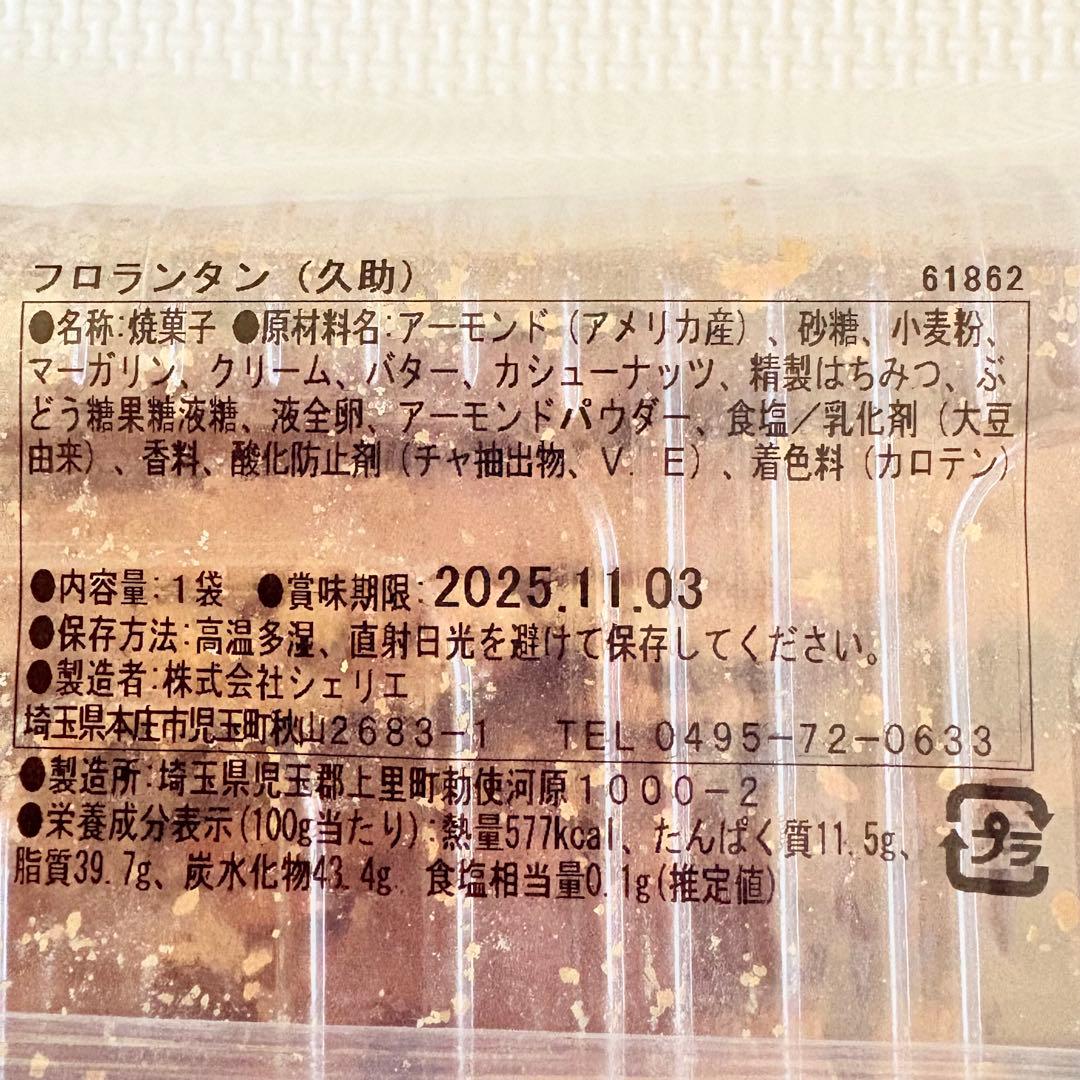 フロランタン（久助） 61862
●名称:焼菓子 ●原材料名:アーモンド（アメリカ産）、砂糖、小麦粉、
マーガリン、クリーム、バター、カシューナッツ、精製はちみつ、ぶ
どう糖果糖液糖、液全卵、アーモンドパウダー、食塩／乳化剤（大豆
由来）、香料、酸化防止剤（チャ抽出物、V．E）、着色料（カロテン）
●内容量:1袋 ●賞味期限:2025.11.03
●保存方法:高温多湿、直射日光を避けて保存してください。
●製造者:株式会社シェリエ
埼玉県本庄市児玉町秋山2683-1 TEL 0495-72-0633
●製造所:埼玉県児玉郡上里町勅使河原1000-2
●栄養成分表示(100g当たり):熱量577kcal、たんぱく質11.5g、
脂質39.7g、炭水化物43.4g 食塩相当量0.1g(推定値)
プラ